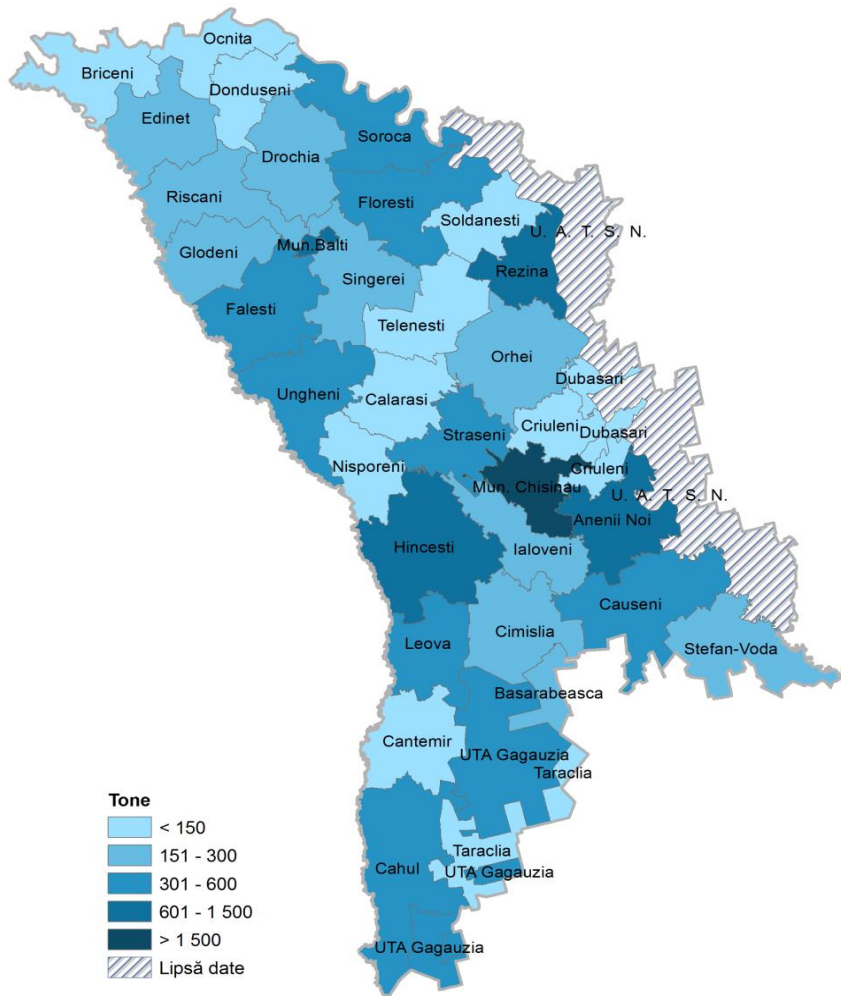 Ocnita
Briceni
Donduseni
Edinet
Soroca
Drochia
Riscani
Floresti
Soldanesti
U. A. T. S. N.
Glodeni
Mun.Balti
Rezina
Singerei
Falesti
Telenesti
Orhei
Dubasari
Ungheni
Calarasi
Criuleni
Dubasari
Straseni
Nisporeni
Criuleni
Mun. Chisinau
U. A. T. S. N.
Anenii Noi
Hincesti
Ialoveni
Causeni
Cimislia
Leova
Stefan-Voda
Basarabeasca
Cantemir
UTA Gagauzia
Taraclia
Taraclia
Cahul
UTA Gagauzia
UTA Gagauzia
Tone
< 150
151 - 300
301 - 600
601 - 1 500
> 1 500
Lipsă date